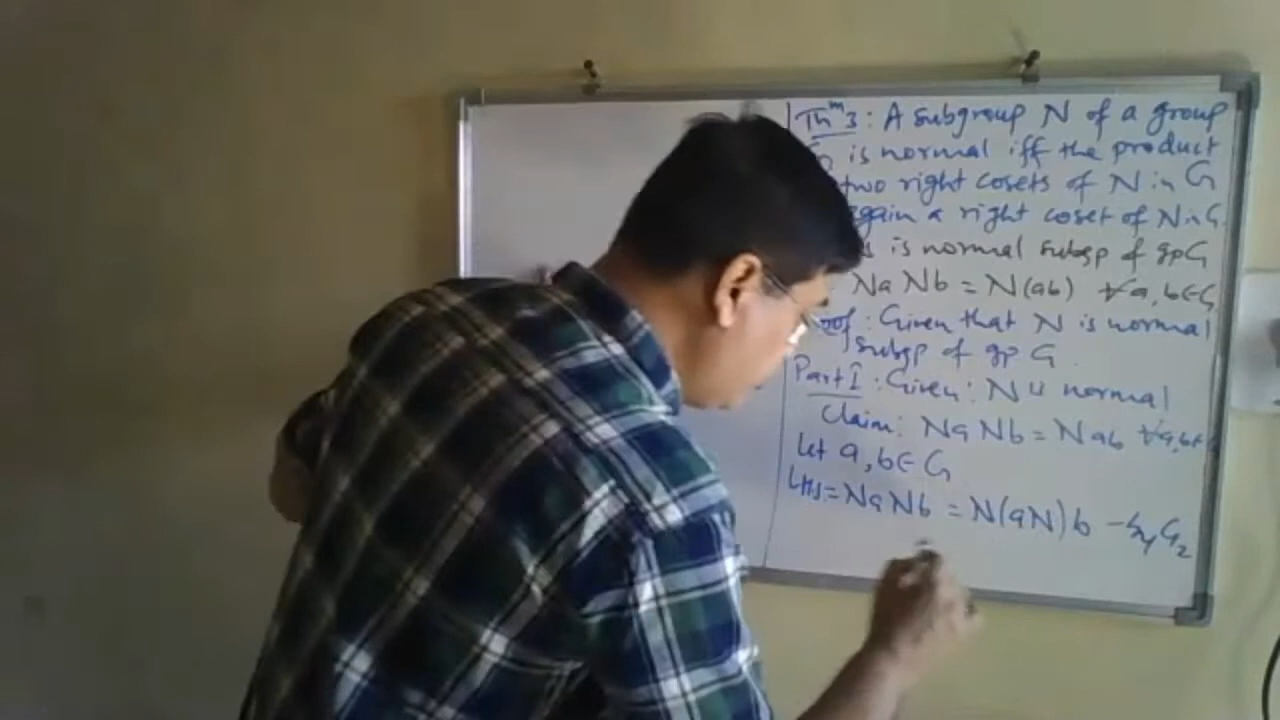 Thm 3: A subgroup N of a group
is normal iff the product
two right cosets of N in G
again a right coset of N in G.
is normal subgp of gp G
Na Nb = N(ab) ∀ a, b ∈ G
Proof: Given that N is normal
subgp of gp G.
Part I: Given: N is normal
Claim: Na Nb = Nab ∀ a, b ∈
Let a, b ∈ G
LHS = Na Nb = N(aN)b - by G2